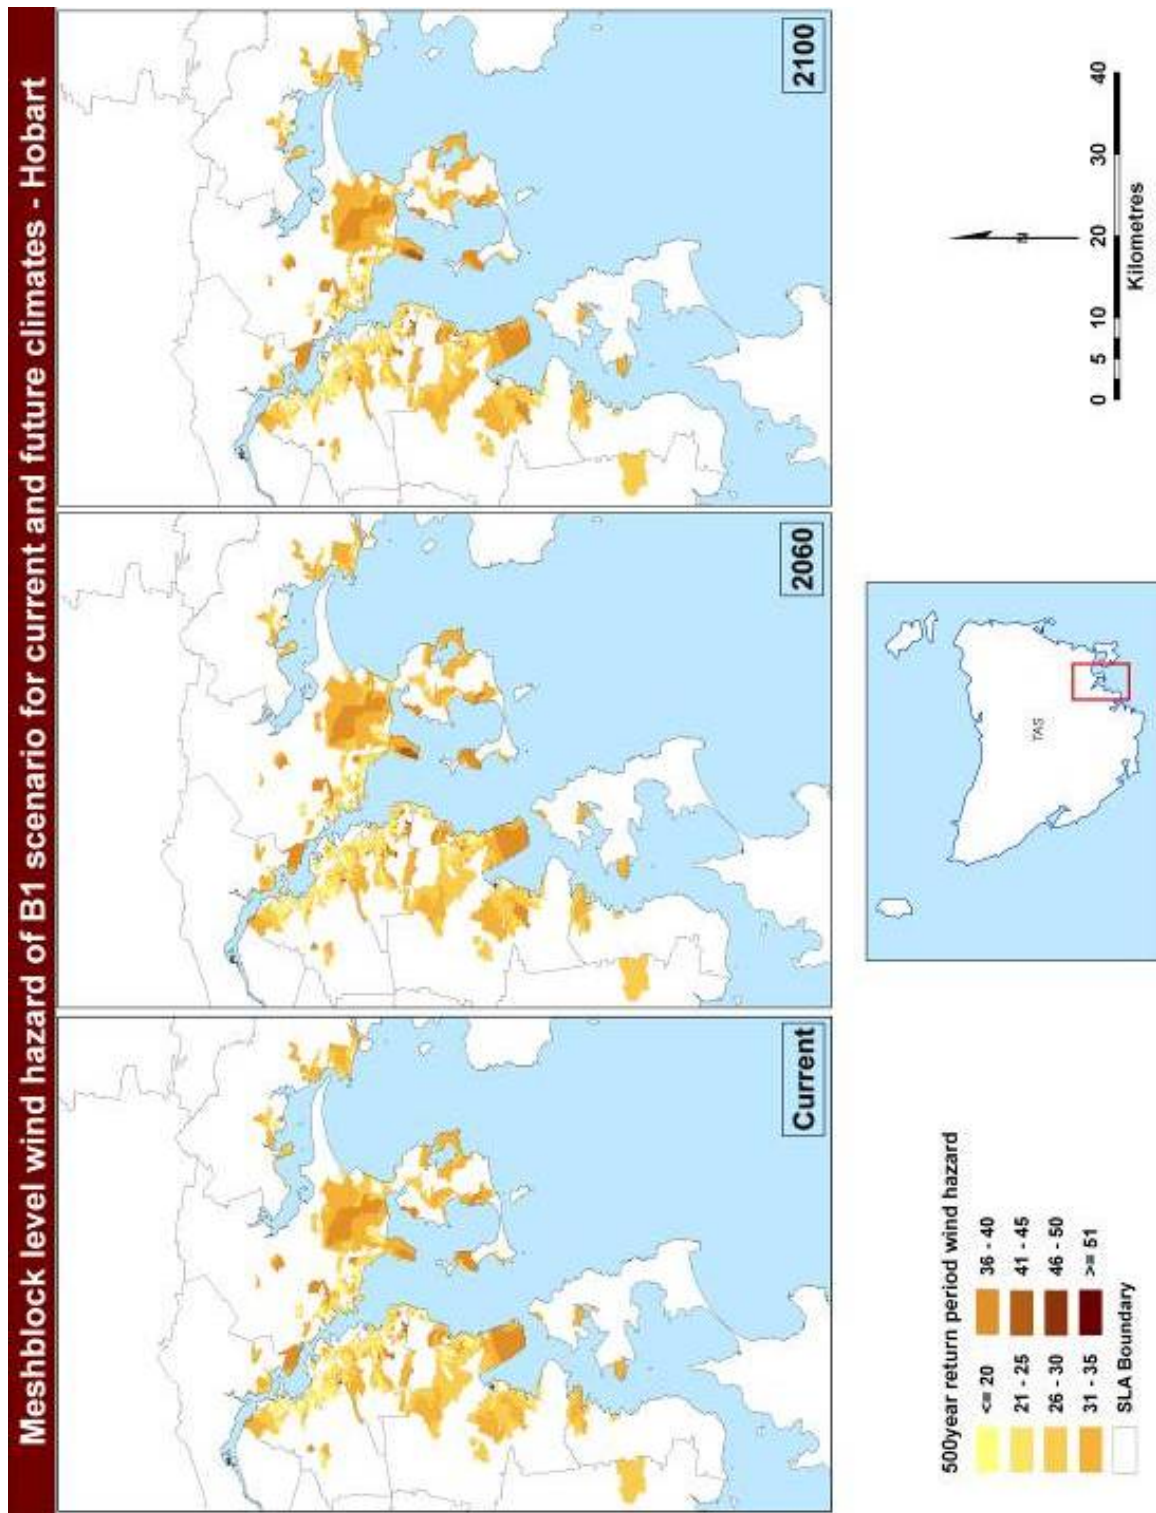 Meshblock level wind hazard of B1 scenario for current and future climates - Hobart
Current
2060
2100
500year return period wind hazard
<= 20
21 - 25
26 - 30
31 - 35
36 - 40
41 - 45
46 - 50
>= 51
SLA Boundary
TAS
N
0 5 10 20 30 40
Kilometres